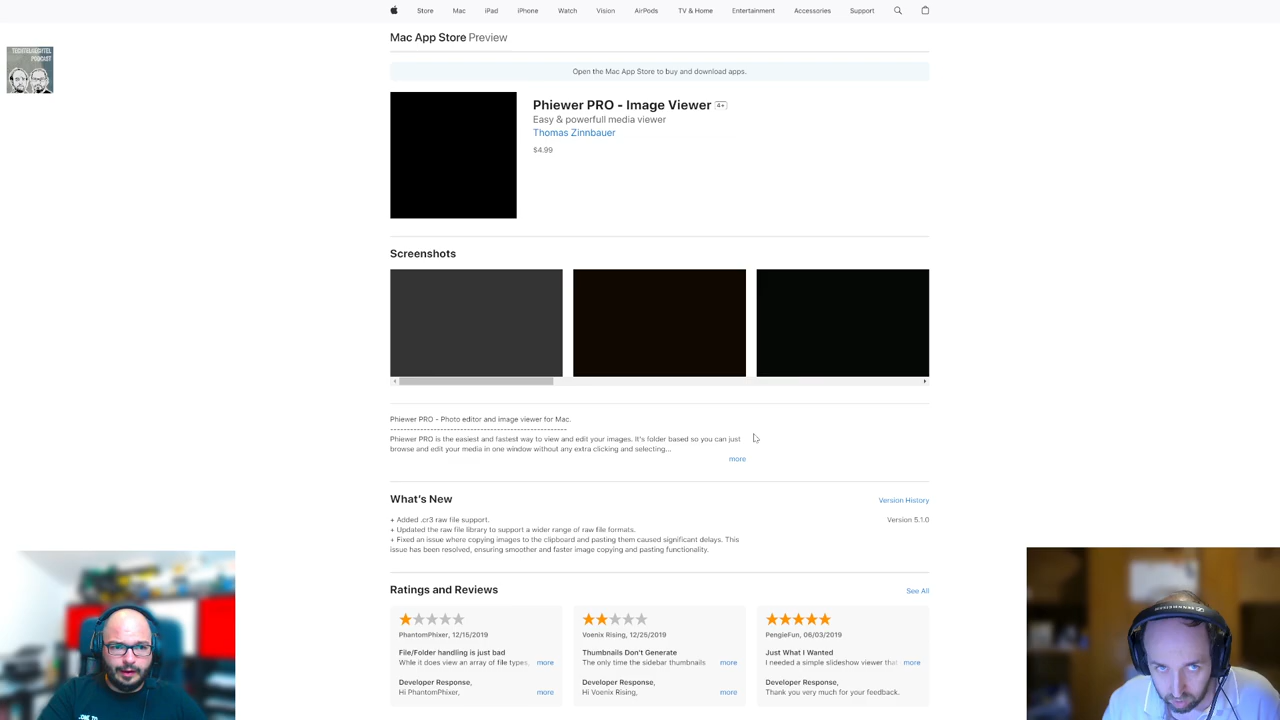 Store Mac iPad iPhone Watch Vision AirPods TV & Home Entertainment Accessories Support
TECHTELMECHTEL
PODCAST
Mac App Store Preview
Open the Mac App Store to buy and download apps.
Phiewer PRO - Image Viewer 4+
Easy & powerfull media viewer
Thomas Zinnbauer
$4.99
Screenshots
Phiewer PRO - Photo editor and image viewer for Mac.
--------------------------------------------------
Phiewer PRO is the easiest and fastest way to view and edit your images. It's folder based so you can just
browse and edit your media in one window without any extra clicking and selecting...
more
What's New
Version History
+ Added .cr3 raw file support.
Version 5.1.0
+ Updated the raw file library to support a wider range of raw file formats.
+ Fixed an issue where copying images to the clipboard and pasting them caused significant delays. This
issue has been resolved, ensuring smoother and faster image copying and pasting functionality.
Ratings and Reviews
See All
PhantomPhixer, 12/15/2019
File/Folder handling is just bad
While it does view an array of file types, more
Developer Response,
Hi PhantomPhixer, more
Voenix Rising, 12/25/2019
Thumbnails Don't Generate
The only time the sidebar thumbnails more
Developer Response,
Hi Voenix Rising, more
PengieFun, 06/03/2019
Just What I Wanted
I needed a simple slideshow viewer that more
Developer Response,
Thank you very much for your feedback.
SENNHEISER